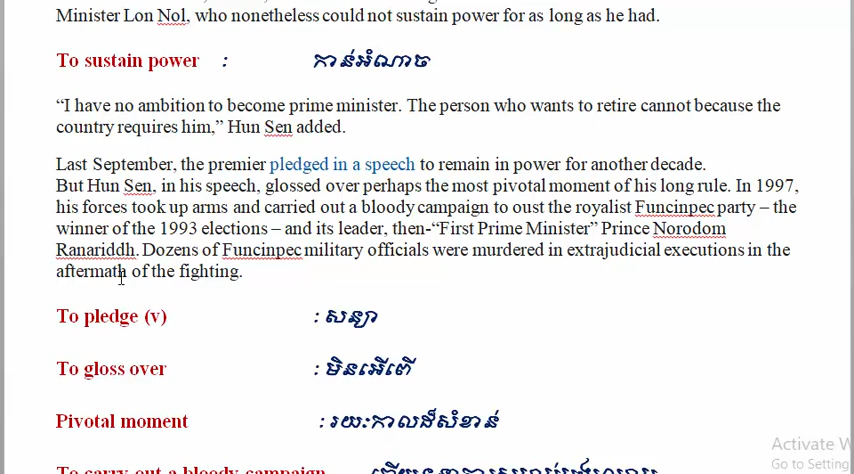 Minister Lon Nol, who nonetheless could not sustain power for as long as he had.
To sustain power : កាន់អំណាច
“I have no ambition to become prime minister. The person who wants to retire cannot because the
country requires him,” Hun Sen added.
Last September, the premier pledged in a speech to remain in power for another decade.
But Hun Sen, in his speech, glossed over perhaps the most pivotal moment of his long rule. In 1997,
his forces took up arms and carried out a bloody campaign to oust the royalist Funcinpec party – the
winner of the 1993 elections – and its leader, then-“First Prime Minister” Prince Norodom
Ranariddh. Dozens of Funcinpec military officials were murdered in extrajudicial executions in the
aftermath of the fighting.
To pledge (v) : សន្យា
To gloss over : មិនអើពើ
Pivotal moment : រយៈកាលដ៏សំខាន់
To carry out a bloody campaign
Activate W
Go to Setting